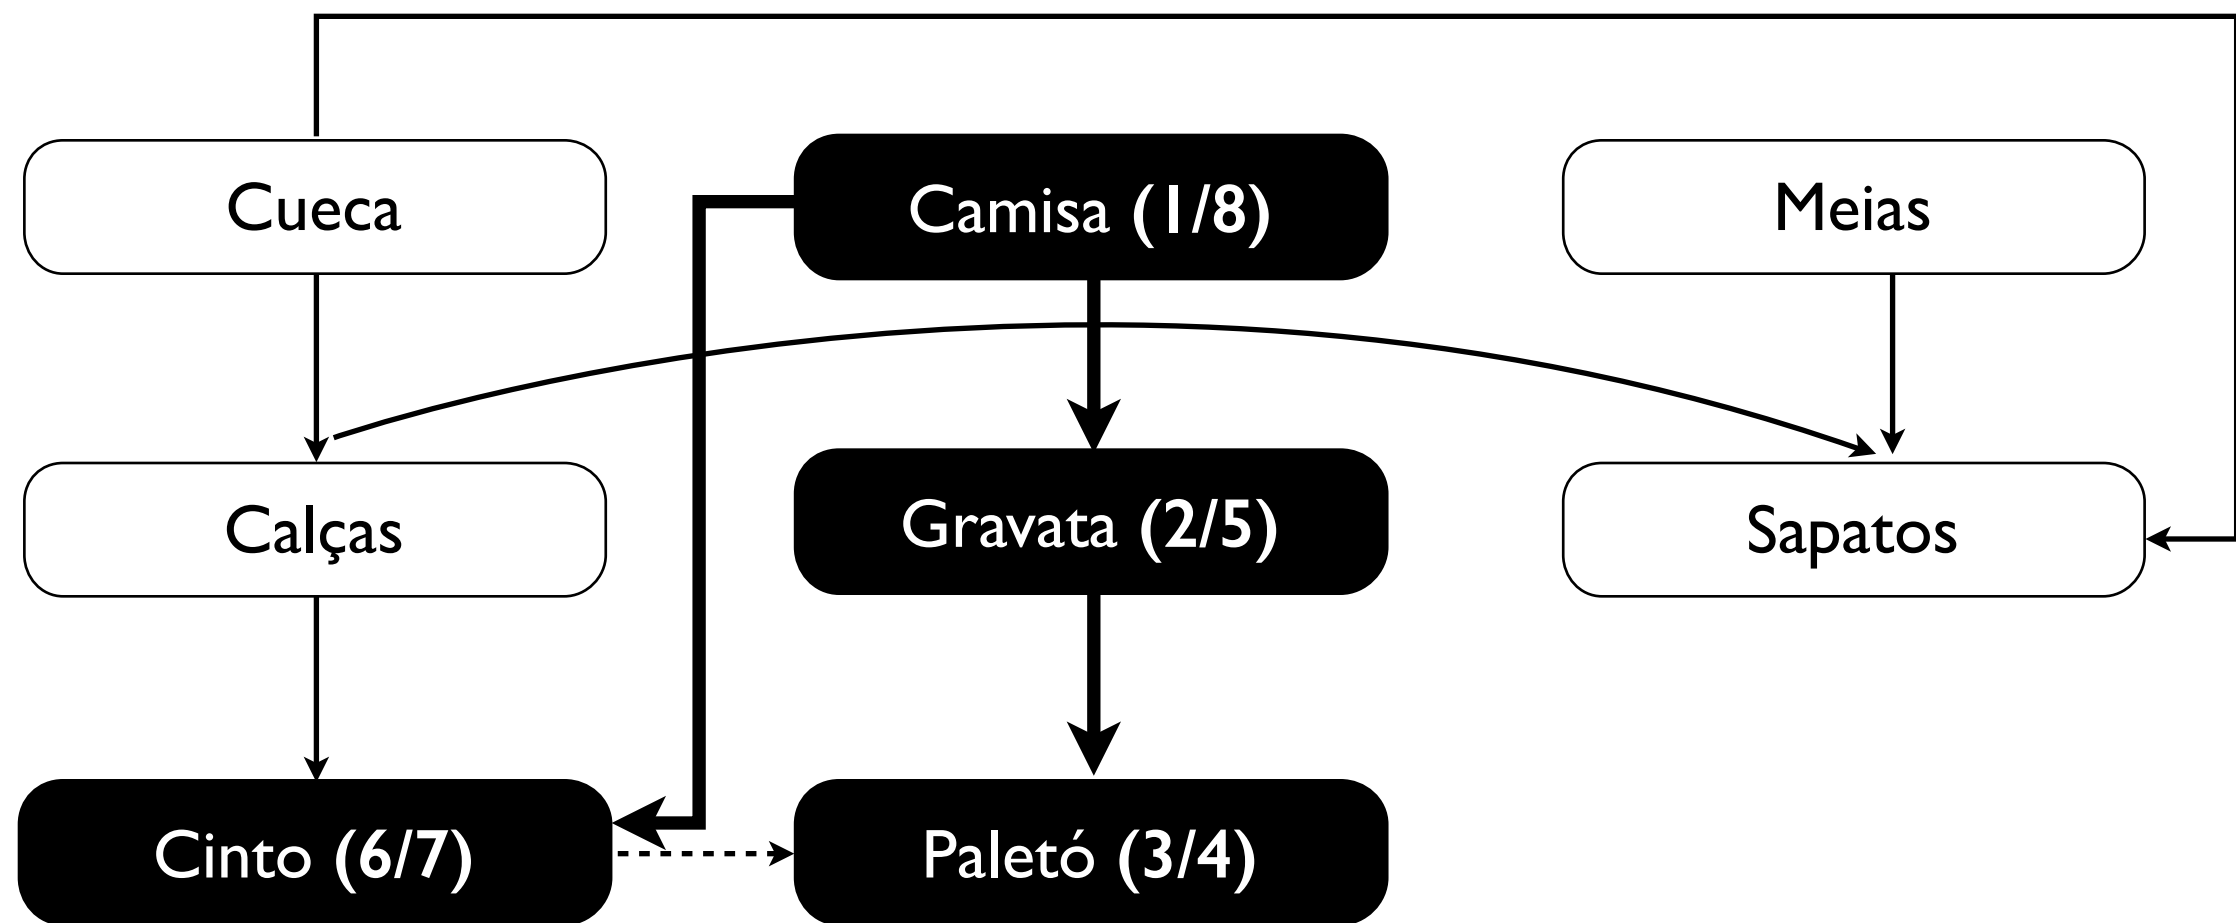 Cueca
Camisa (1/8)
Meias
Calças
Gravata (2/5)
Sapatos
Cinto (6/7)
Paletó (3/4)